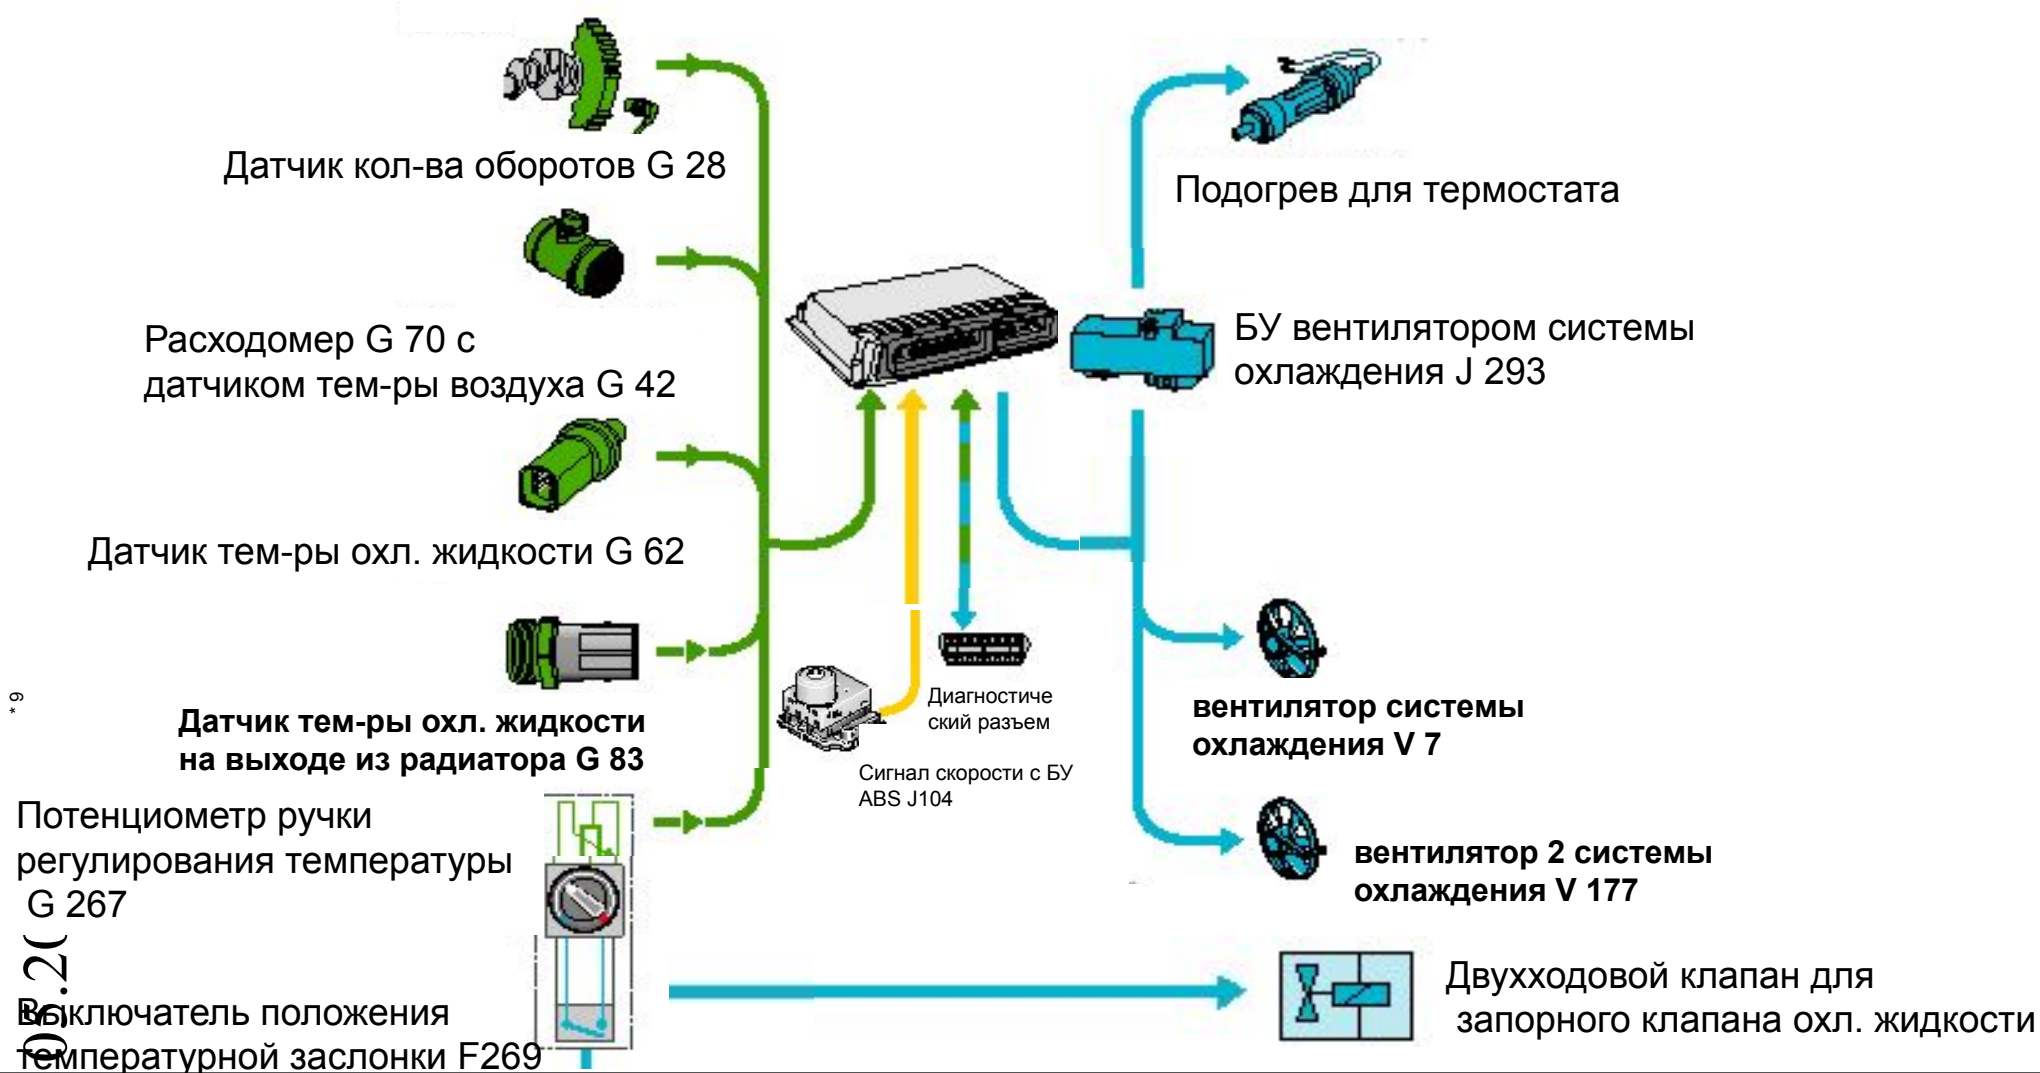 Датчик кол-ва оборотов G 28
Подогрев для термостата
Расходомер G 70 с
датчиком тем-ры воздуха G 42
БУ вентилятором системы
охлаждения J 293
Датчик тем-ры охл. жидкости G 62
Датчик тем-ры охл. жидкости
на выходе из радиатора G 83
Диагностиче
ский разъем
Сигнал скорости с БУ
ABS J104
вентилятор системы
охлаждения V 7
Потенциометр ручки
регулирования температуры
G 267
вентилятор 2 системы
охлаждения V 177
Выключатель положения
температурной заслонки F269
Двухходовой клапан для
запорного клапана охл. жидкости
* 9